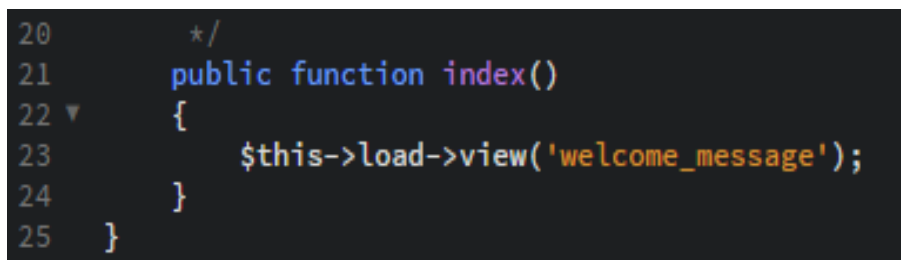 20 */
21 public function index()
22 ▼ {
23 $this->load->view('welcome_message');
24 }
25 }